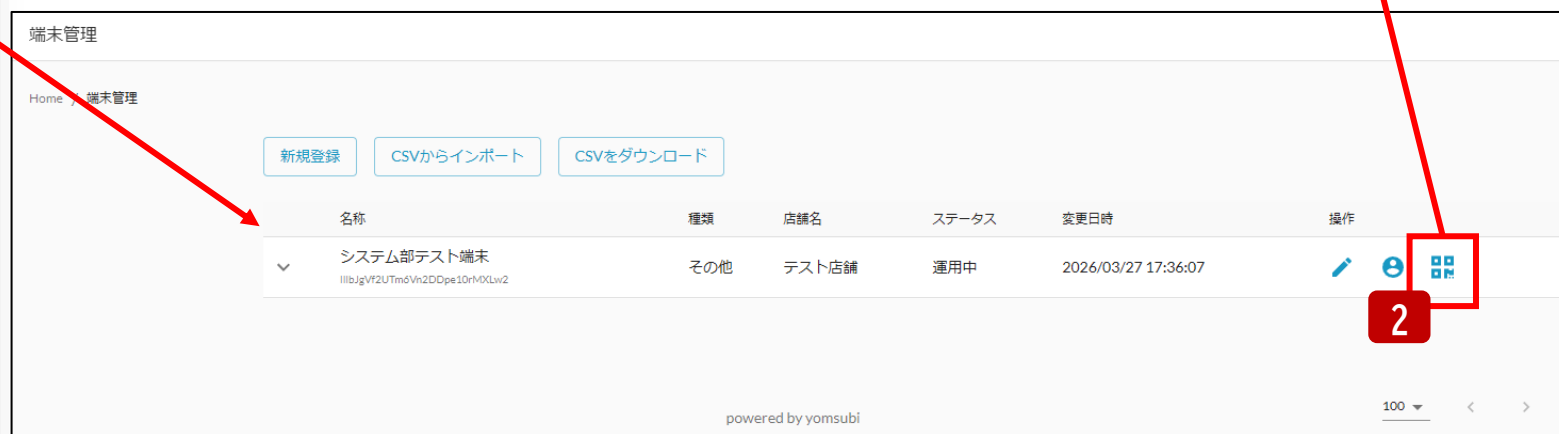 端末管理
Home / 端末管理
新規登録 CSVからインポート CSVをダウンロード
名称 種類 店舗名 ステータス 変更日時 操作
システム部テスト端末 その他 テスト店舗 運用中 2026/03/27 17:36:07
IIIbJgVf2UTm6Vn2DDpe10rMXLw2
2
100
powered by yomsubi